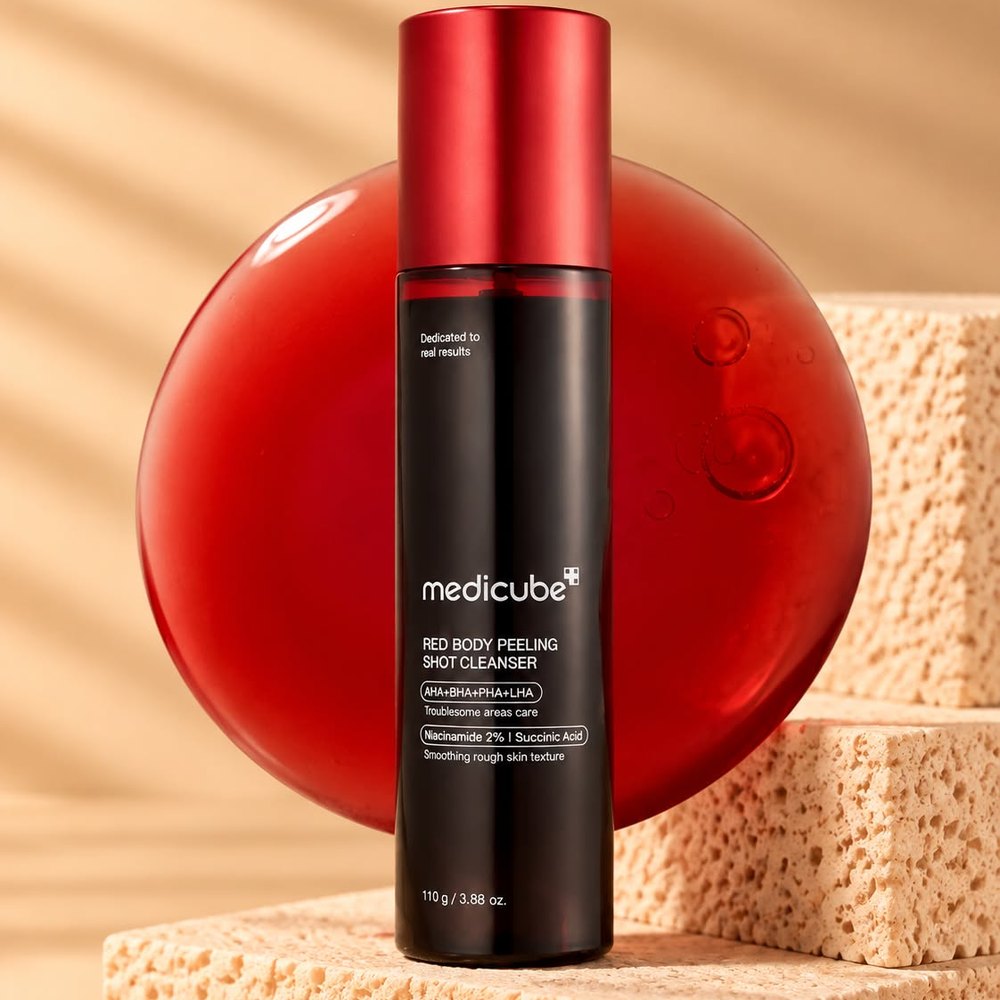 Dedicated to
real results
medicube
RED BODY PEELING
SHOT CLEANSER
AHA+BHA+PHA+LHA
Troublesome areas care
Niacinamide 2% | Succinic Acid
Smoothing rough skin texture
110 g / 3.88 oz.